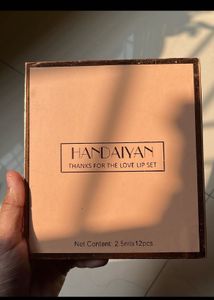 HANDAIYAN
THANKS FOR THE LOVE LIP SET
Net Content: 2.5ml x12pcs